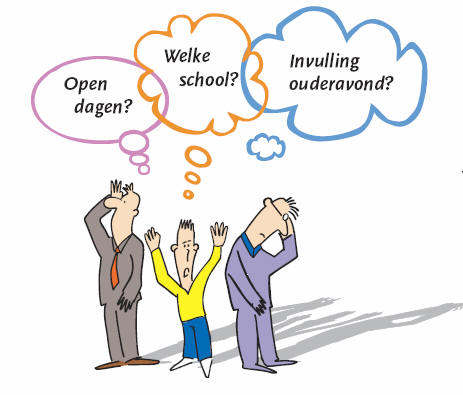 Open
dagen?
Welke
school?
Invulling
ouderavond?